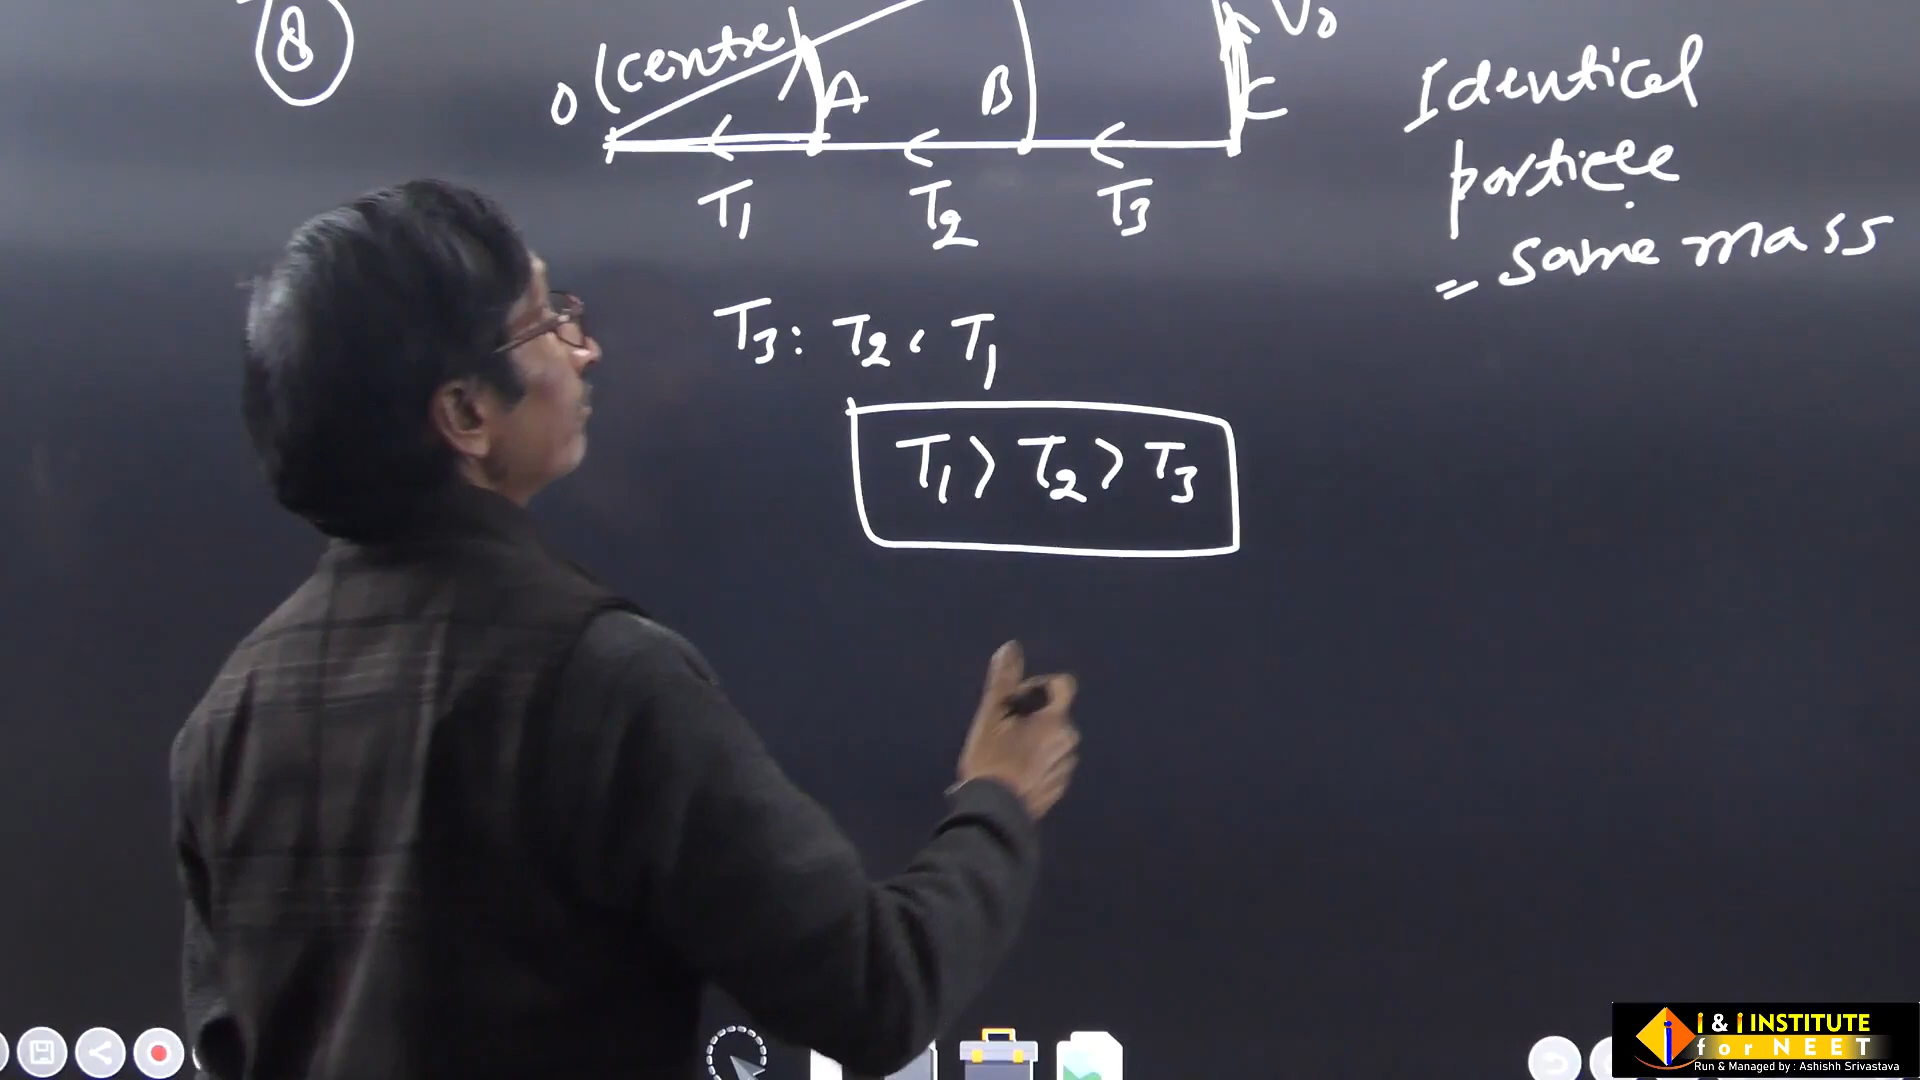 8
O (centre)
A
B
C
V0
T1
T2
T3
Identical
particle
= same mass
T3 : T2 : T1
T1 > T2 > T3
i & i INSTITUTE
for NEET
Run & Managed by : Ashishh Srivastava